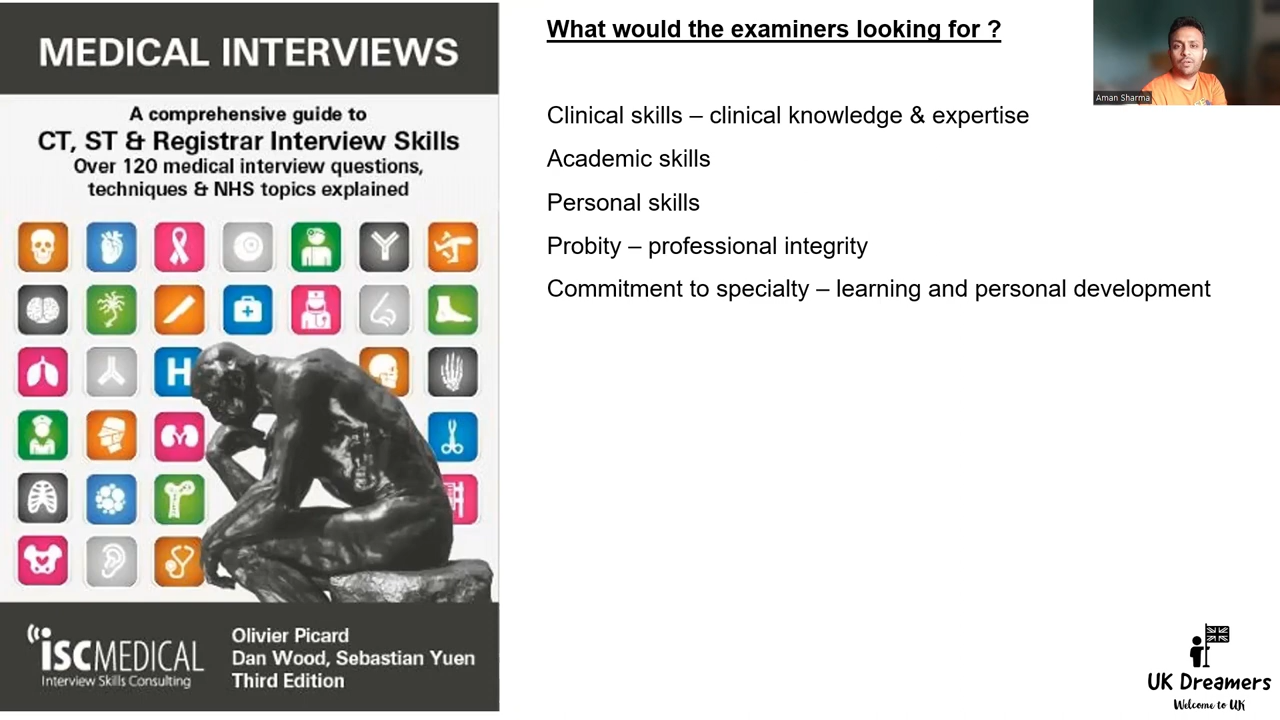 MEDICAL INTERVIEWS
A comprehensive guide to
CT, ST & Registrar Interview Skills
Over 120 medical interview questions,
techniques & NHS topics explained
H
ISCMEDICAL
Interview Skills Consulting
Olivier Picard
Dan Wood, Sebastian Yuen
Third Edition
What would the examiners looking for ?
Clinical skills – clinical knowledge & expertise
Academic skills
Personal skills
Probity – professional integrity
Commitment to specialty – learning and personal development
Aman Sharma
UK Dreamers
Welcome to UK